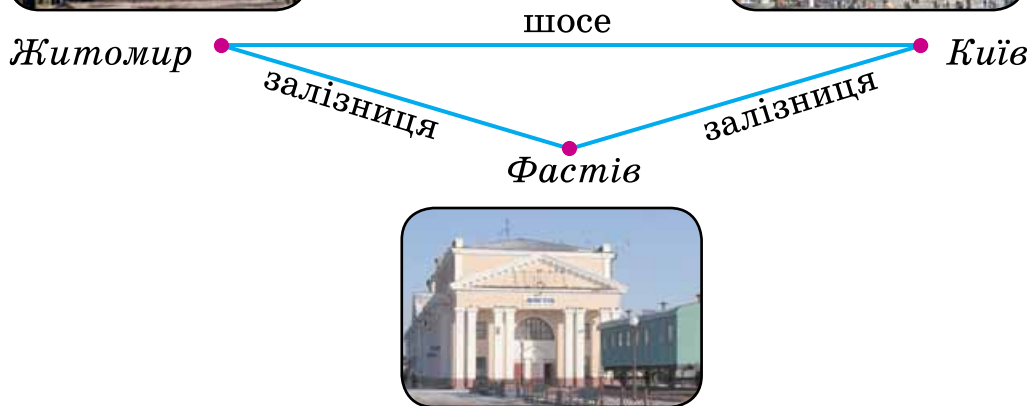 шосе
Житомир
Київ
залізниця
залізниця
Фастів